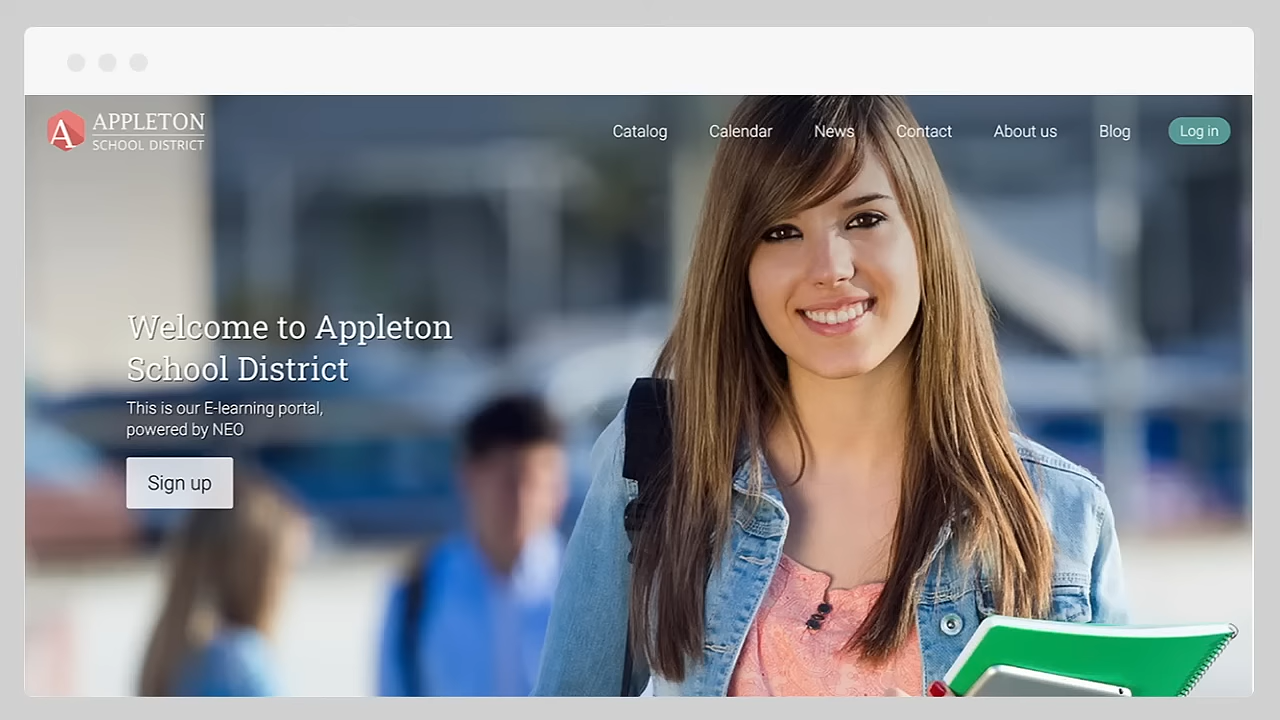 A APPLETON
SCHOOL DISTRICT
Catalog Calendar News Contact About us Blog Log in
Welcome to Appleton
School District
This is our E-learning portal,
powered by NEO
Sign up